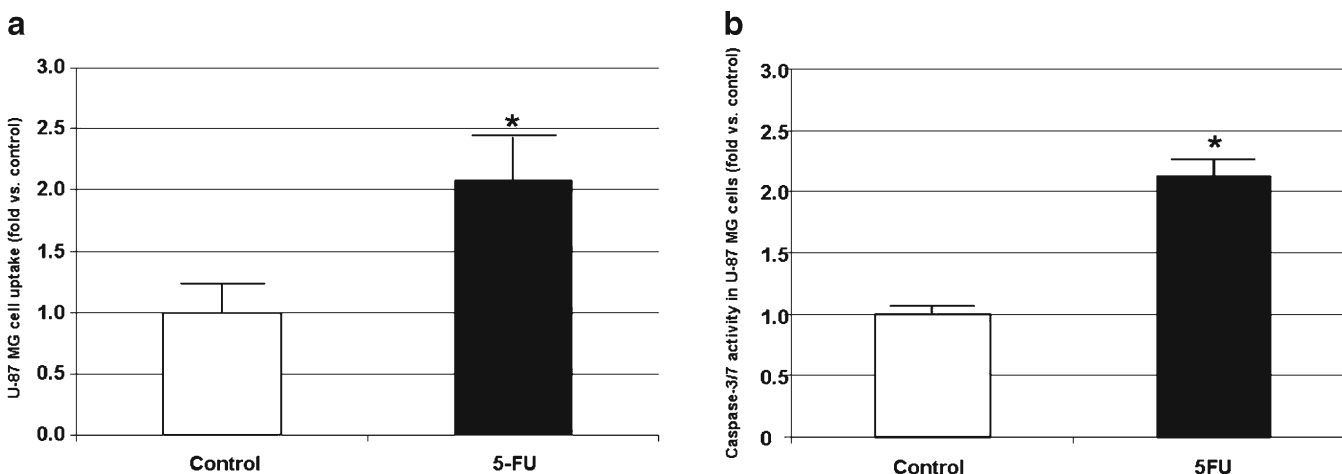 a
U-87 MG cell uptake (fold vs. control)
3.0
2.5
2.0
1.5
1.0
0.5
0.0
*
Control 5-FU
b
Caspase-3/7 activity in U-87 MG cells (fold vs. control)
3.0
2.5
2.0
1.5
1.0
0.5
0
*
Control 5FU